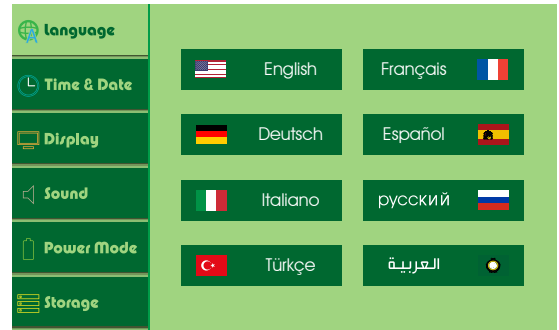 Language
Time & Date
Display
Sound
Power Mode
Storage
English
Français
Deutsch
Español
Italiano
русский
Türkçe
العربية